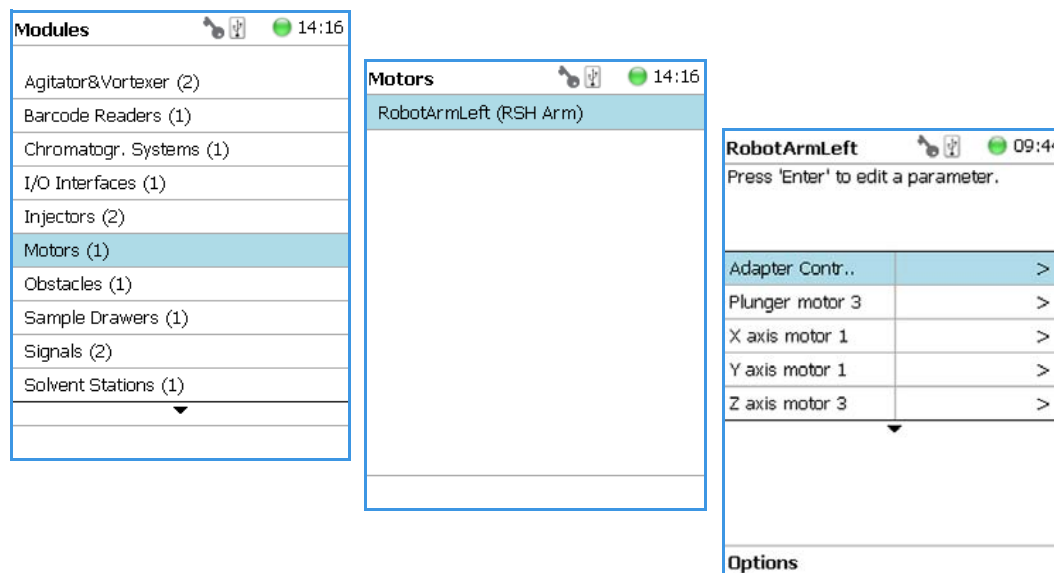 Modules 14:16
Agitator&Vortexer (2)
Barcode Readers (1)
Chromatogr. Systems (1)
I/O Interfaces (1)
Injectors (2)
Motors (1)
Obstacles (1)
Sample Drawers (1)
Signals (2)
Solvent Stations (1)
Motors 14:16
RobotArmLeft (RSH Arm)
RobotArmLeft 09:44
Press 'Enter' to edit a parameter.
Adapter Contr.. >
Plunger motor 3 >
X axis motor 1 >
Y axis motor 1 >
Z axis motor 3 >
Options